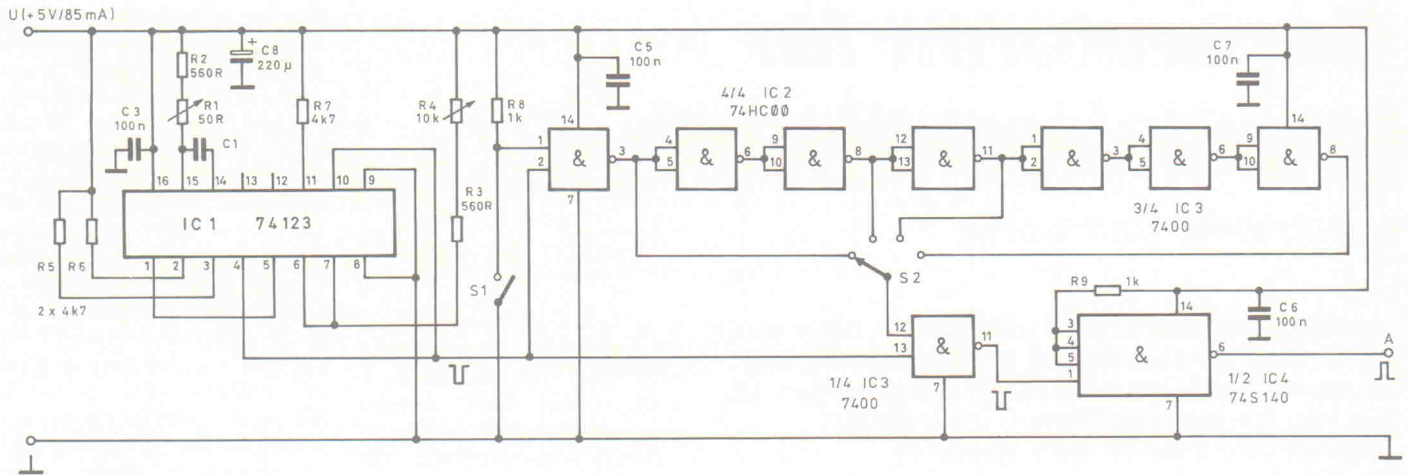 U (+5V/85mA)
R2
560R
R1
50R
C3
100n
C1
+
C8
220µ
R7
4k7
R4
10k
R8
1k
R3
560R
S1
C5
100n
4/4 IC2
74HC00
C7
100n
14
1
2
&
3
7
4
5
&
6
9
10
&
8
12
13
&
11
1
2
&
3
4
5
&
6
14
9
10
&
8
3/4 IC3
7400
16
15
14
13
12
11
10
9
IC1 74123
1
2
3
4
5
6
7
8
R5
R6
2 x 4k7
S2
12
13
&
11
7
1/4 IC3
7400
R9
1k
14
3
4
5
1
&
6
7
C6
100n
A
1/2 IC4
74S140